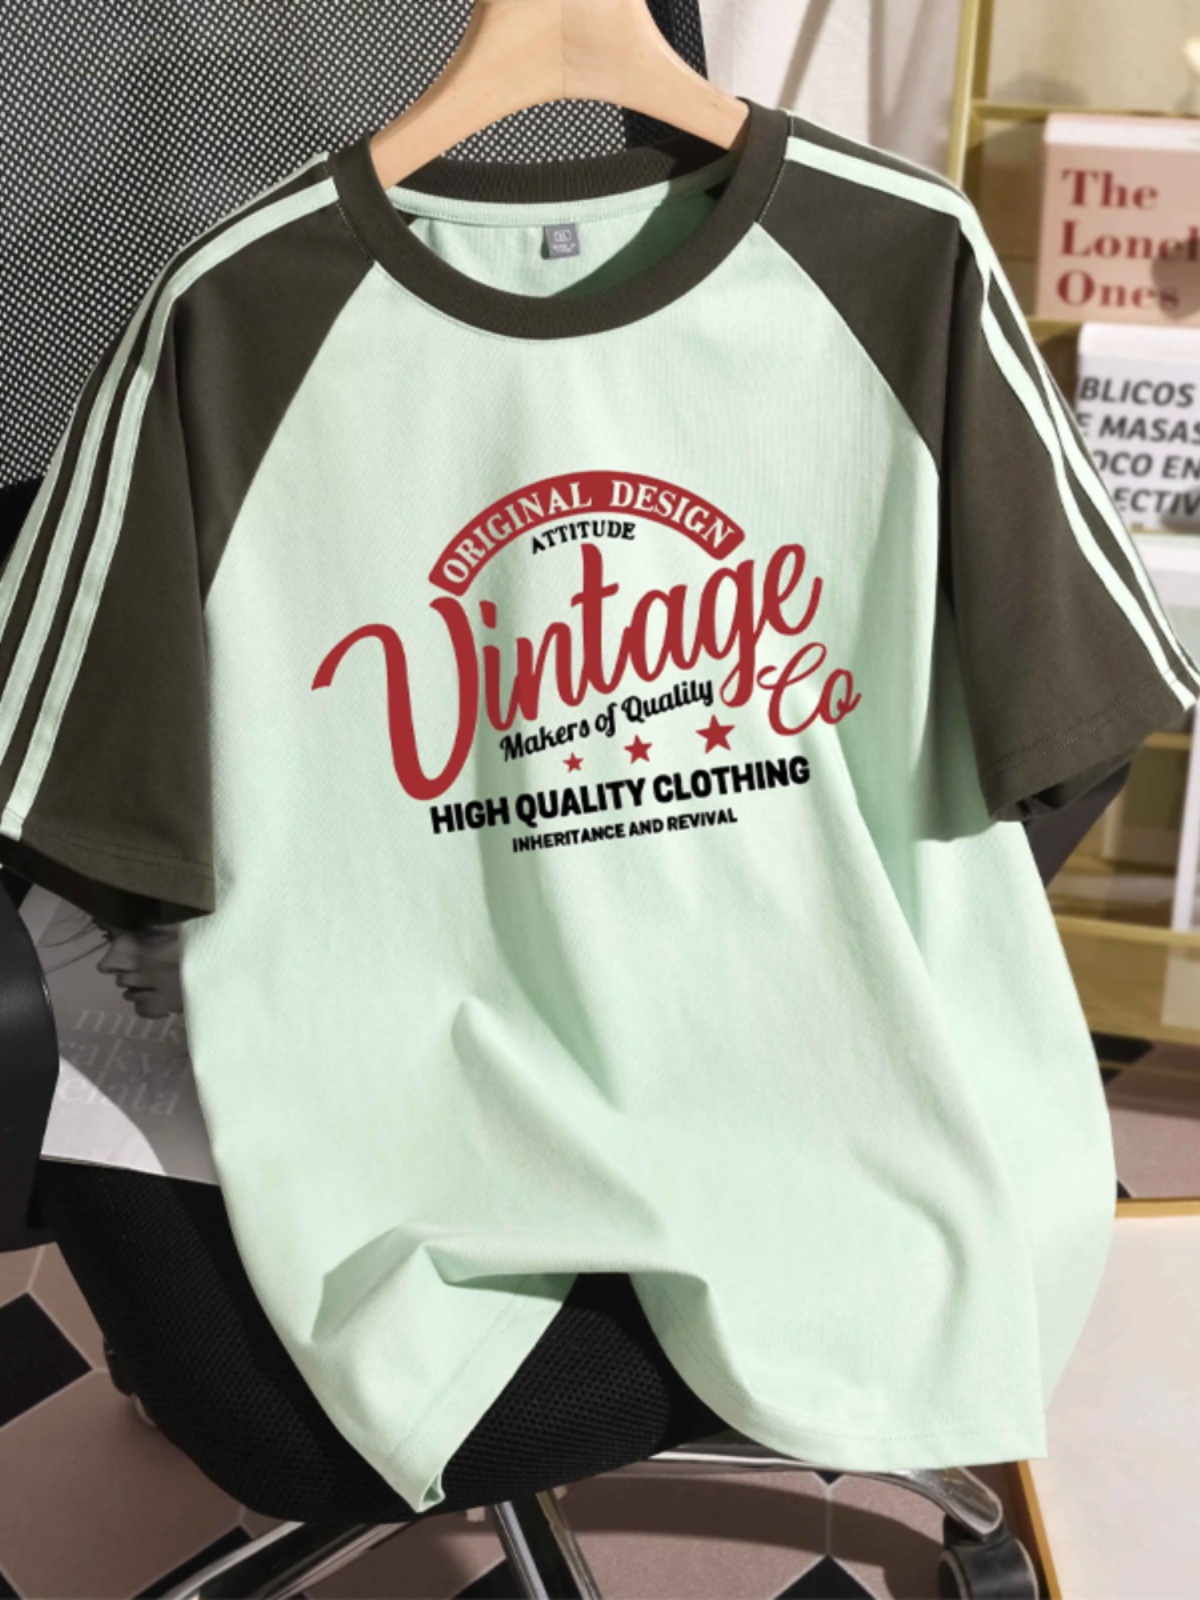 ORIGINAL DESIGN
ATTITUDE
Vintage
Co
Makers of Quality
HIGH QUALITY CLOTHING
INHERITANCE AND REVIVAL
The
Ones
BLICOS
MASAS
OCO EN
ECTIV